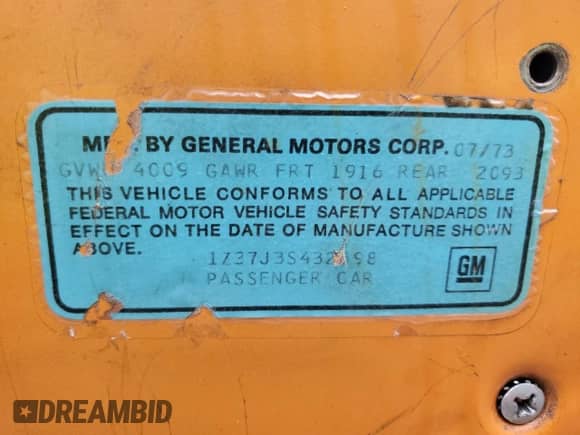 MFD. BY GENERAL MOTORS CORP. 07/73
4009 GAWR FRT 1916 REAR 2093
THIS VEHICLE CONFORMS TO ALL APPLICABLE
FEDERAL MOTOR VEHICLE SAFETY STANDARDS IN
EFFECT ON THE DATE OF MANUFACTURE SHOWN
ABOVE.
PASSENGER CAR
GM
DREAMBID